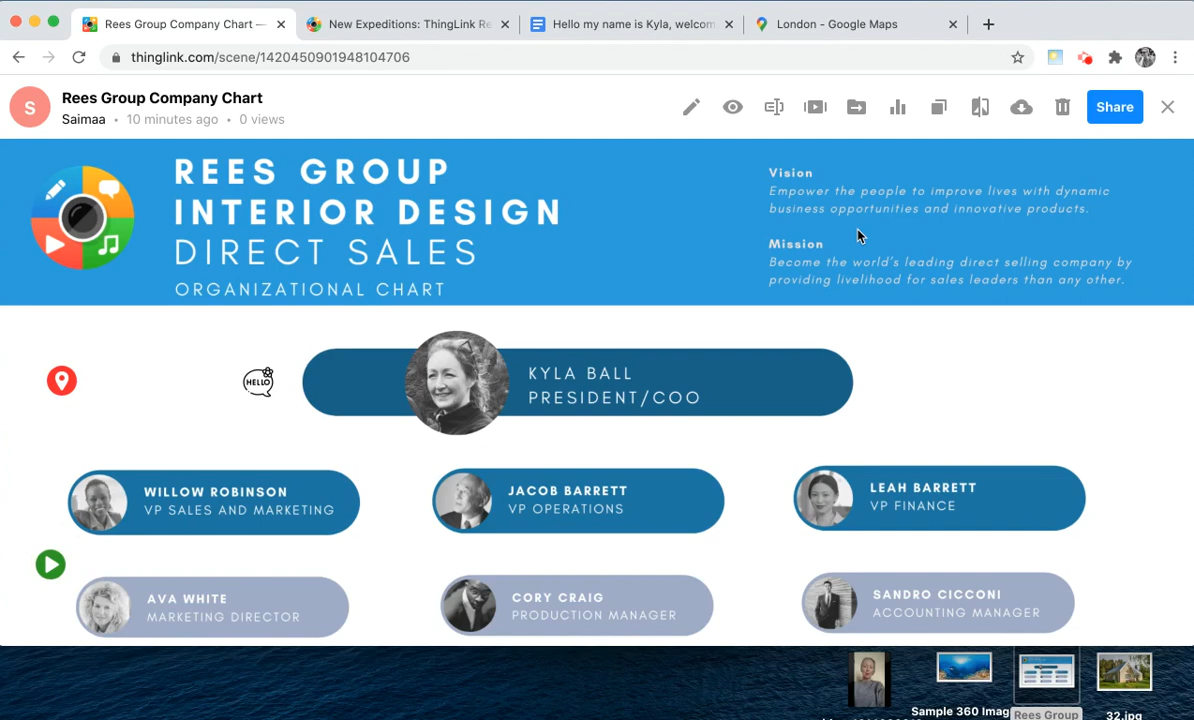 Rees Group Company Chart —
New Expeditions: ThingLink Re
Hello my name is Kyla, welcom
London - Google Maps
thinglink.com/scene/1420450901948104706
S
Rees Group Company Chart
Saimaa • 10 minutes ago • 0 views
Share
REES GROUP
INTERIOR DESIGN
DIRECT SALES
ORGANIZATIONAL CHART
Vision
Empower the people to improve lives with dynamic
business opportunities and innovative products.
Mission
Become the world's leading direct selling company by
providing livelihood for sales leaders than any other.
HELLO
KYLA BALL
PRESIDENT/COO
WILLOW ROBINSON
VP SALES AND MARKETING
JACOB BARRETT
VP OPERATIONS
LEAH BARRETT
VP FINANCE
AVA WHITE
MARKETING DIRECTOR
CORY CRAIG
PRODUCTION MANAGER
SANDRO CICCONI
ACCOUNTING MANAGER
Sample 360 Imag
Rees Group
32.jpg